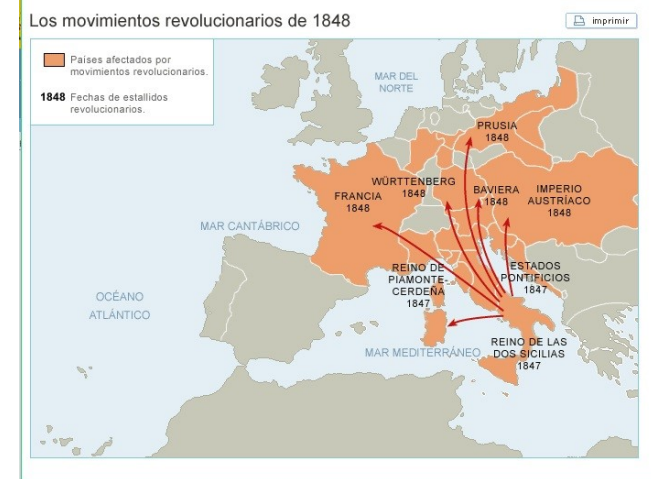 Los movimientos revolucionarios de 1848
imprimir
Países afectados por
movimientos revolucionarios.
1848 Fechas de estallidos
revolucionarios.
MAR DEL
NORTE
PRUSIA
1848
WÜRTTENBERG
1848
BAVIERA
1848
IMPERIO
AUSTRÍACO
1848
FRANCIA
1848
MAR CANTÁBRICO
REINO DE
PIAMONTE-
CERDEÑA
1847
ESTADOS
PONTIFICIOS
1847
OCÉANO
ATLÁNTICO
MAR MEDITERRÁNEO
REINO DE LAS
DOS SICILIAS
1847